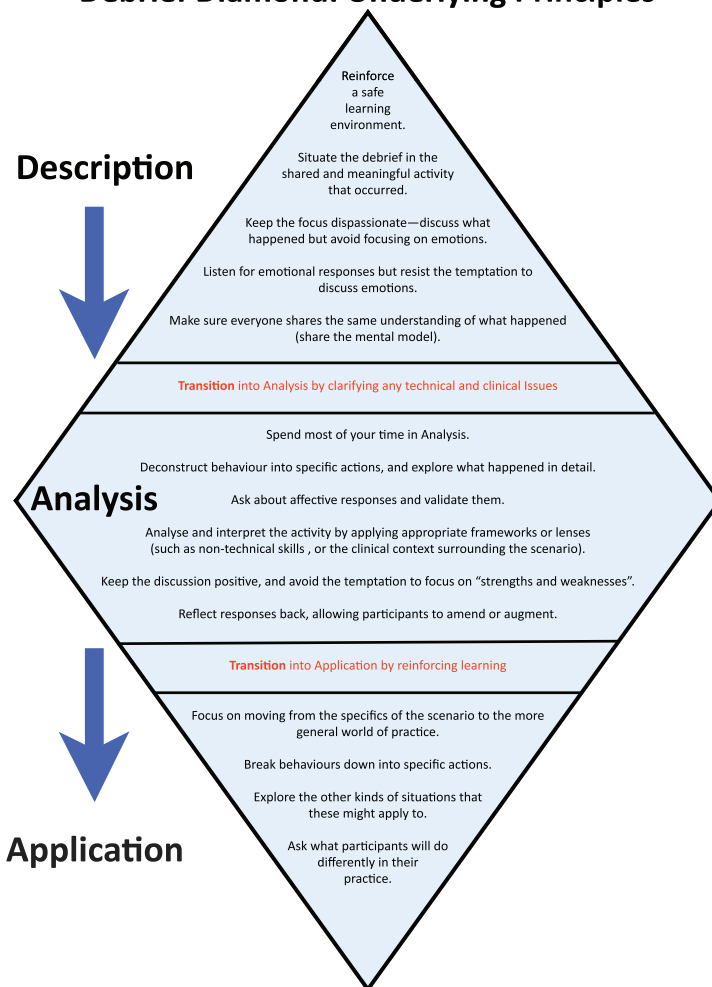 Debrief Diamond: Underlying Principles
Reinforce
a safe
learning
environment.
Description
Situate the debrief in the
shared and meaningful activity
that occurred.
Keep the focus dispassionate—discuss what
happened but avoid focusing on emotions.
Listen for emotional responses but resist the temptation to
discuss emotions.
Make sure everyone shares the same understanding of what happened
(share the mental model).
Transition into Analysis by clarifying any technical and clinical Issues
Spend most of your time in Analysis.
Deconstruct behaviour into specific actions, and explore what happened in detail.
Analysis
Ask about affective responses and validate them.
Analyse and interpret the activity by applying appropriate frameworks or lenses
(such as non-technical skills , or the clinical context surrounding the scenario).
Keep the discussion positive, and avoid the temptation to focus on “strengths and weaknesses”.
Reflect responses back, allowing participants to amend or augment.
Transition into Application by reinforcing learning
Focus on moving from the specifics of the scenario to the more
general world of practice.
Break behaviours down into specific actions.
Explore the other kinds of situations that
these might apply to.
Application
Ask what participants will do
differently in their
practice.